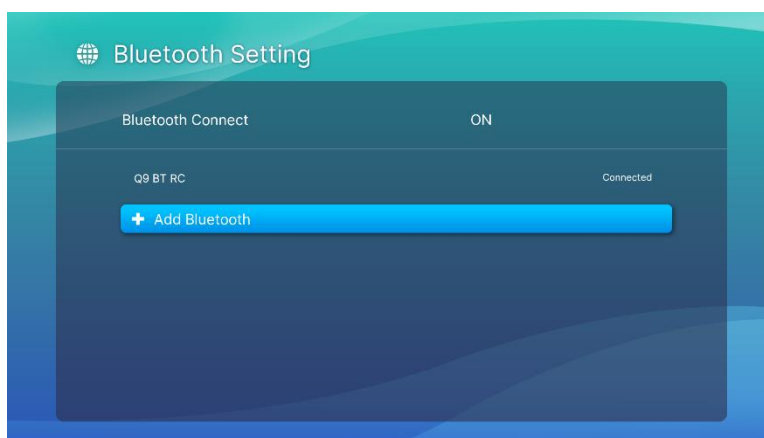 Bluetooth Setting
Bluetooth Connect ON
Q9 BT RC Connected
+ Add Bluetooth